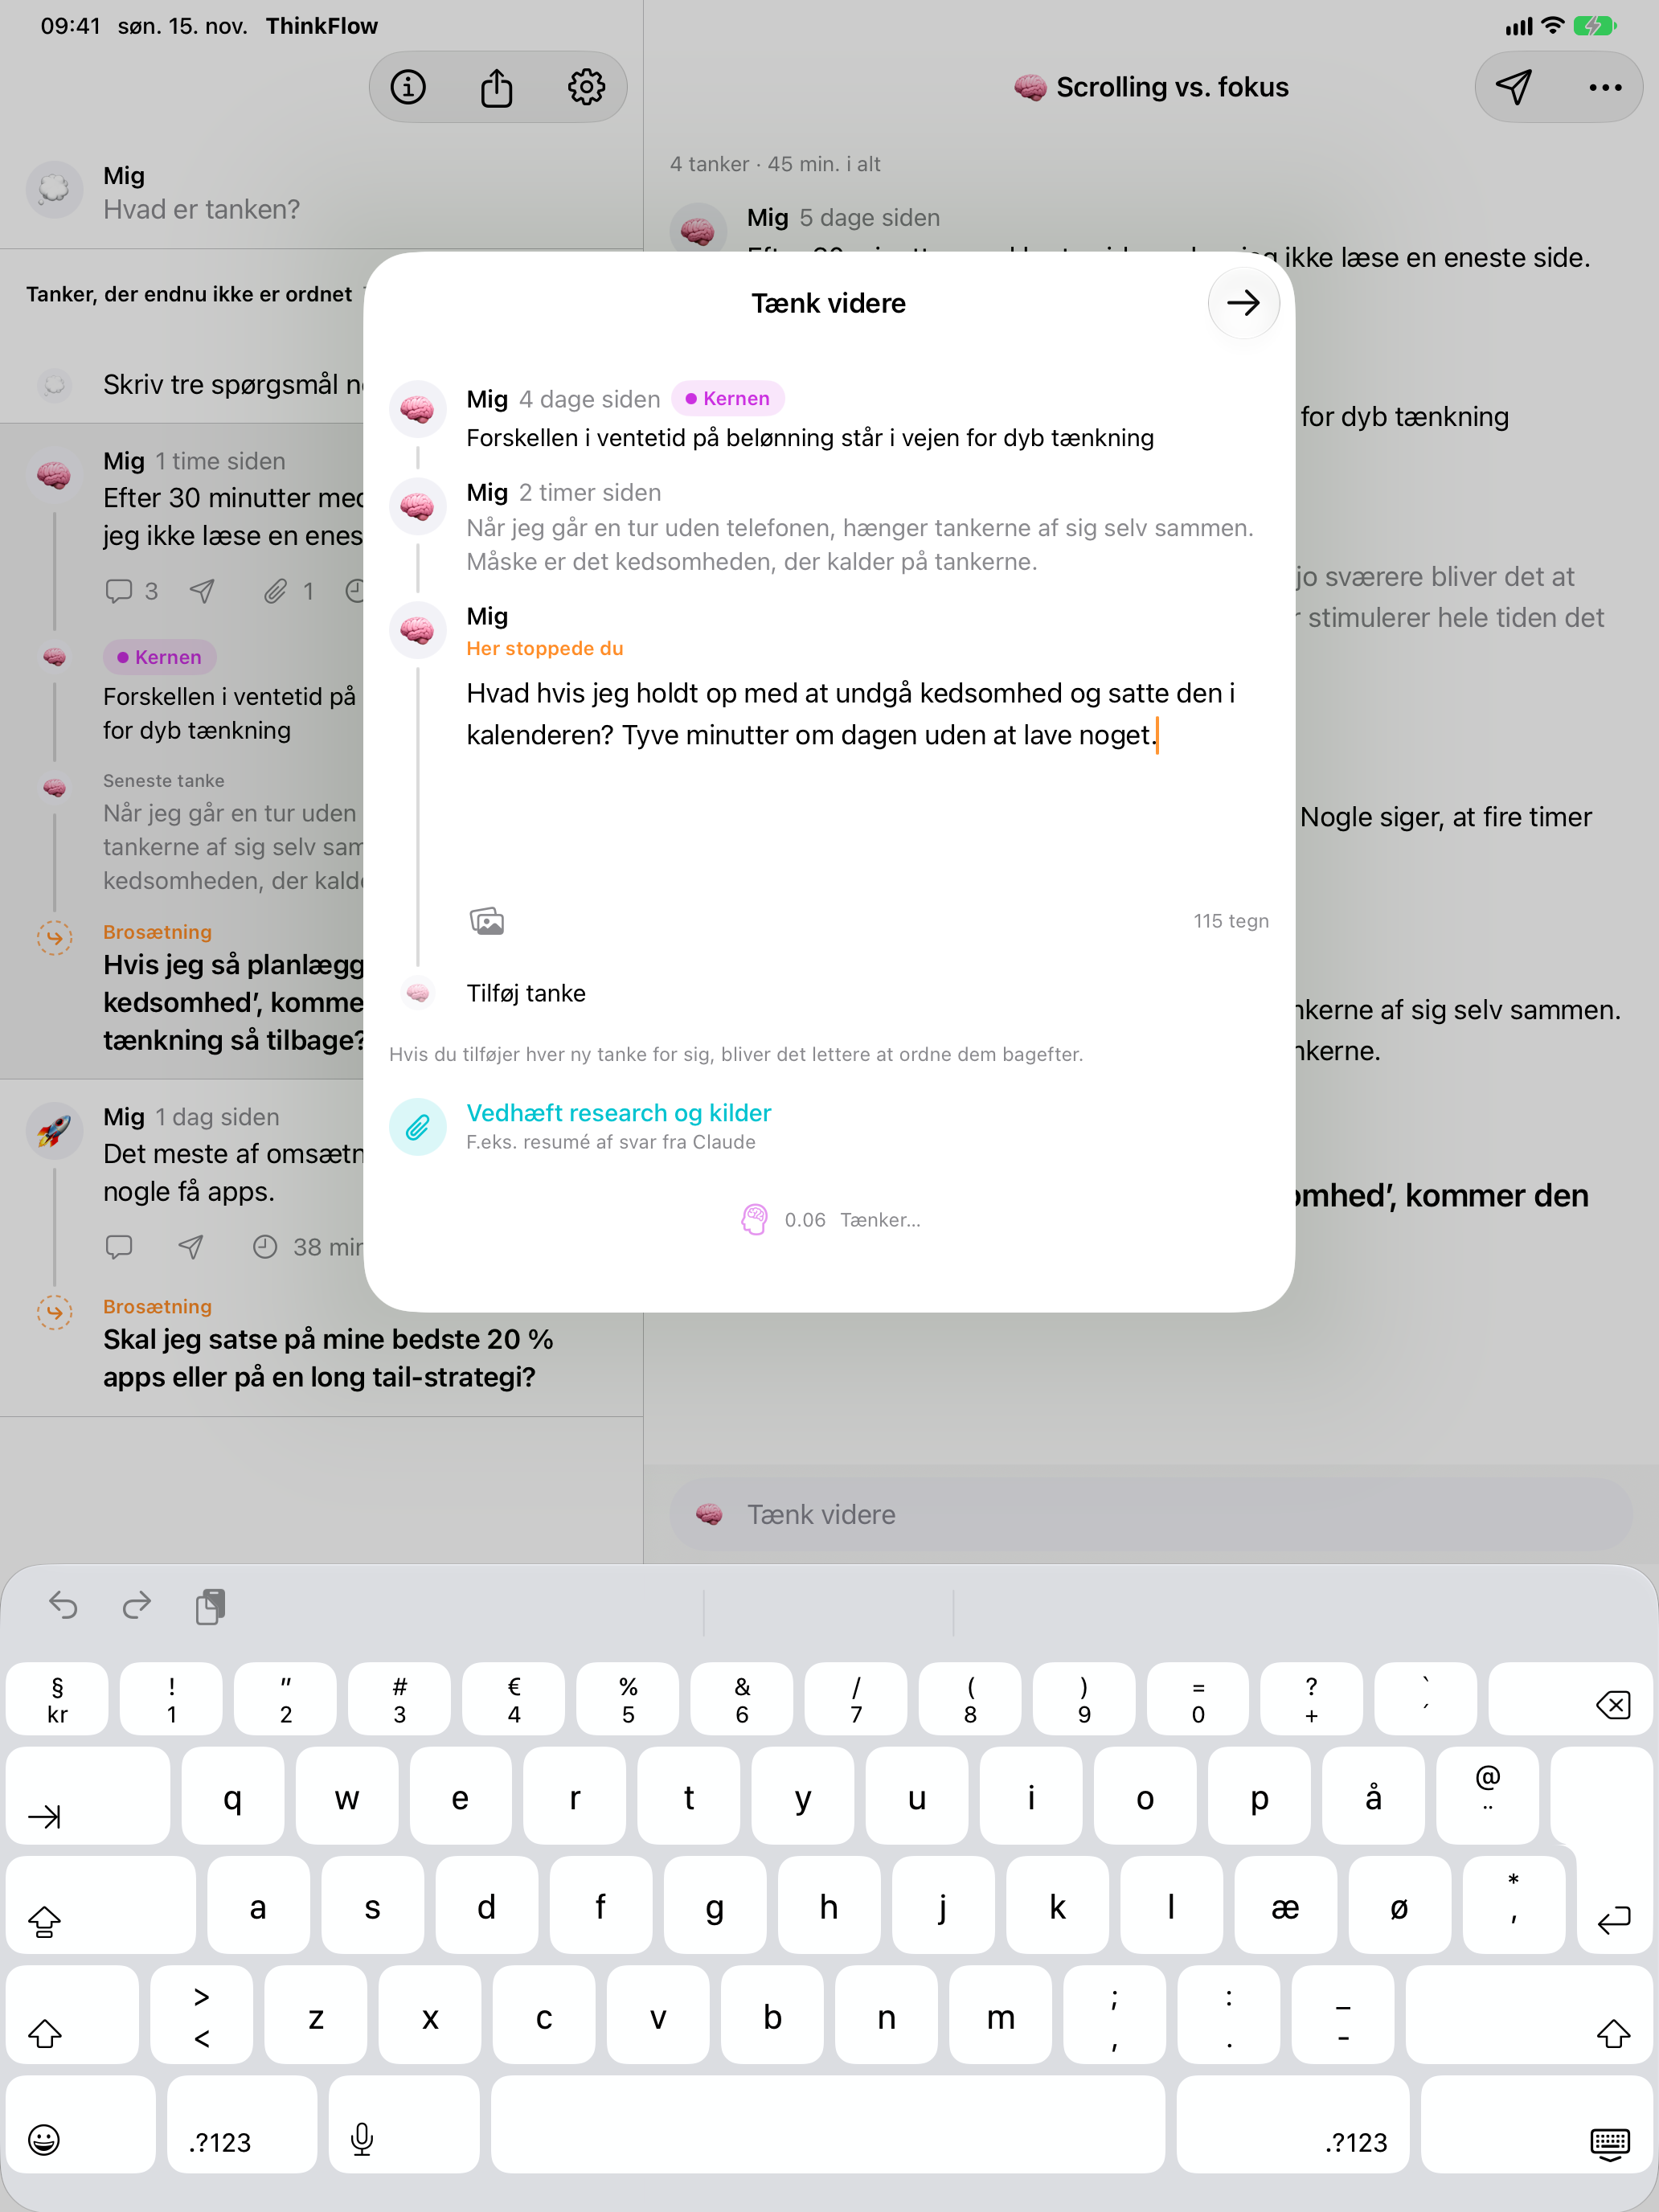 09:41 søn. 15. nov. ThinkFlow
Mig
Hvad er tanken?
Tanker, der endnu ikke er ordnet
Skriv tre spørgsmål
Mig 1 time siden
Efter 30 minutter med
jeg ikke læse en
3
1
Kernen
Forskellen i ventetid på
for dyb tænkning
Seneste tanke
Når jeg går en tur uden
tankerne af sig selv
kedsomheden, der
Brosætning
Hvis jeg så
kedsomhed’,
tænkning så tilbage?
Mig 1 dag siden
Det meste af
nogle få apps.
38
Brosætning
Skal jeg satse på mine bedste 20 %
apps eller på en long tail-strategi?
Scrolling vs. fokus
4 tanker · 45 min. i alt
Mig 5 dage siden
ikke læse en eneste side.
for dyb tænkning
jo sværere bliver det at
stimulerer hele tiden det
Nogle siger, at fire timer
af sig selv sammen.
kommer den
Tænk videre
Tænk videre
Mig 4 dage siden Kernen
Forskellen i ventetid på belønning står i vejen for dyb tænkning
Mig 2 timer siden
Når jeg går en tur uden telefonen, hænger tankerne af sig selv sammen.
Måske er det kedsomheden, der kalder på tankerne.
Mig
Her stoppede du
Hvad hvis jeg holdt op med at undgå kedsomhed og satte den i
kalenderen? Tyve minutter om dagen uden at lave noget.
115 tegn
Tilføj tanke
Hvis du tilføjer hver ny tanke for sig, bliver det lettere at ordne dem bagefter.
Vedhæft research og kilder
F.eks. resumé af svar fra Claude
0.06 Tænker...
§ ! " # € % & / ( ) = ? `
kr 1 2 3 4 5 6 7 8 9 0 + ´
q w e r t y u i o p å @ ¨
a s d f g h j k l æ ø * '
> < z x c v b n m ; , : . _ -
.?123 .?123